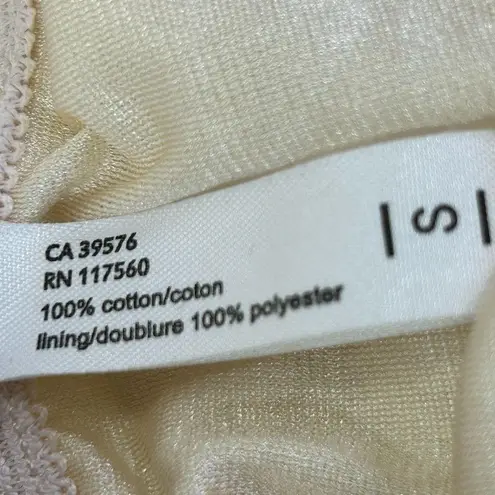 CA 39576
RN 117560
100% cotton/coton
lining/doublure 100% polyester
| S |